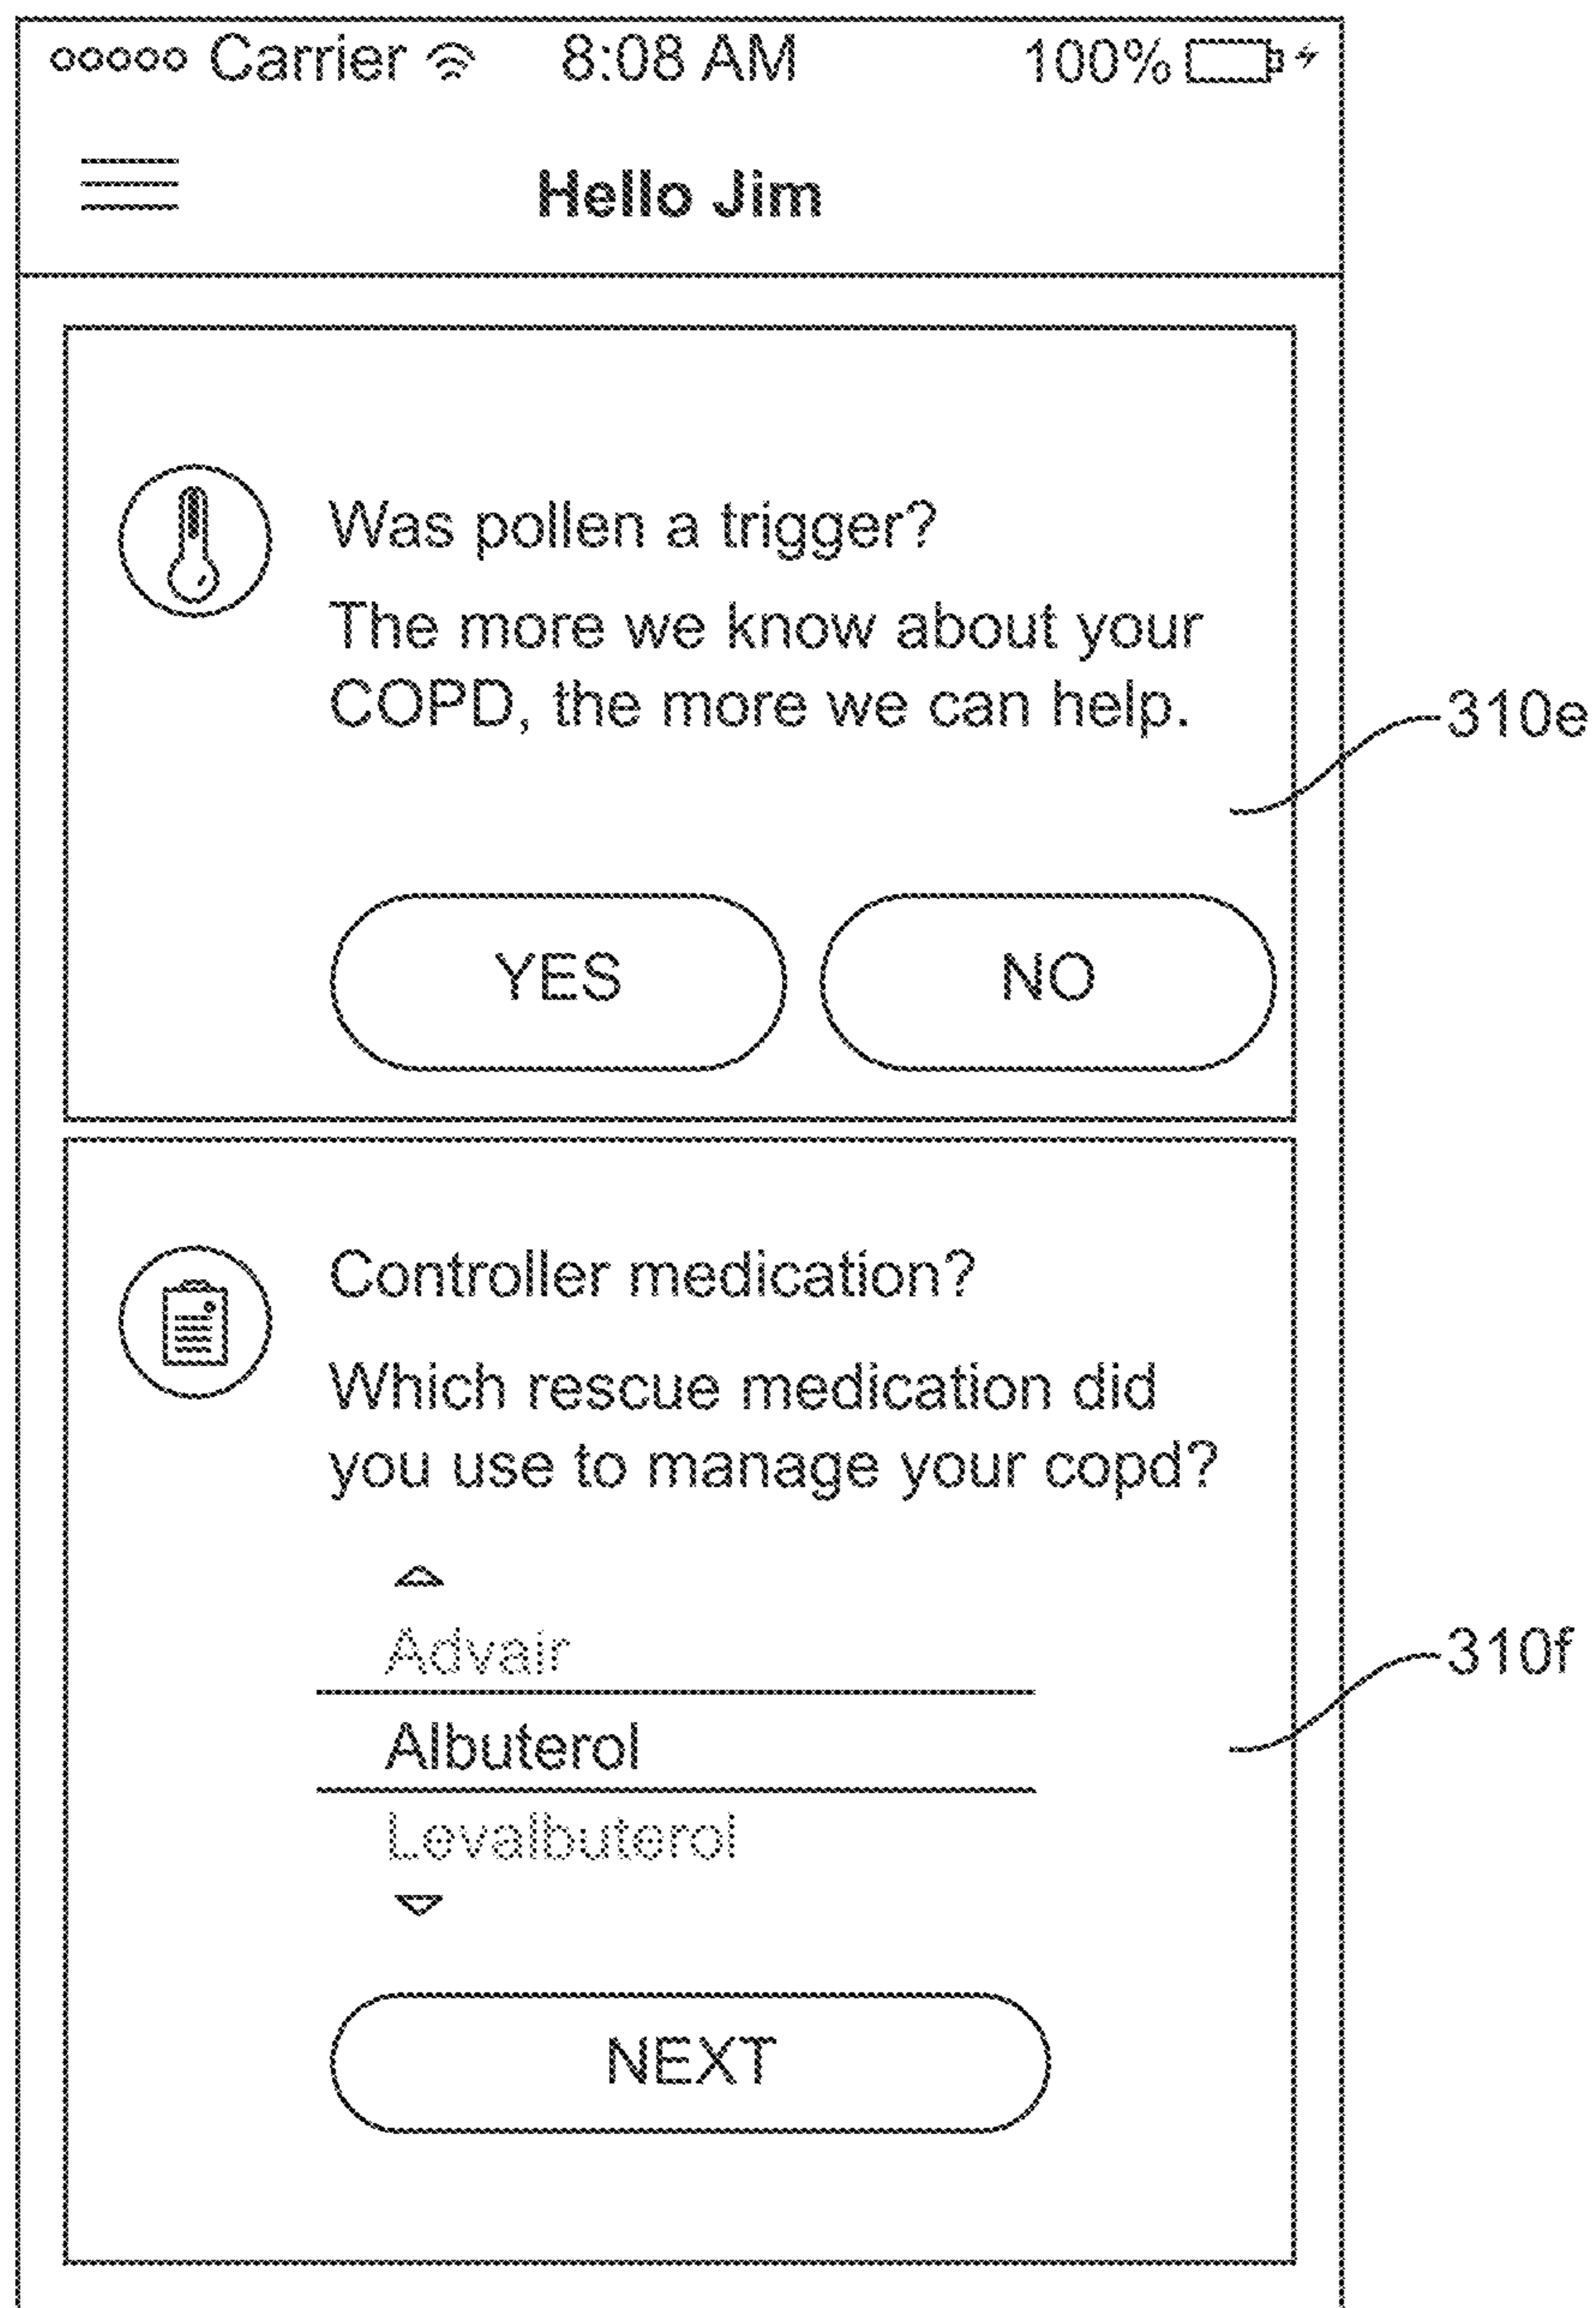 Carrier 8:08 AM 100%
Hello Jim
Was pollen a trigger?
The more we know about your
COPD, the more we can help.
310e
YES NO
Controller medication?
Which rescue medication did
you use to manage your copd?
Advair
310f
Albuterol
Levalbuterol
NEXT